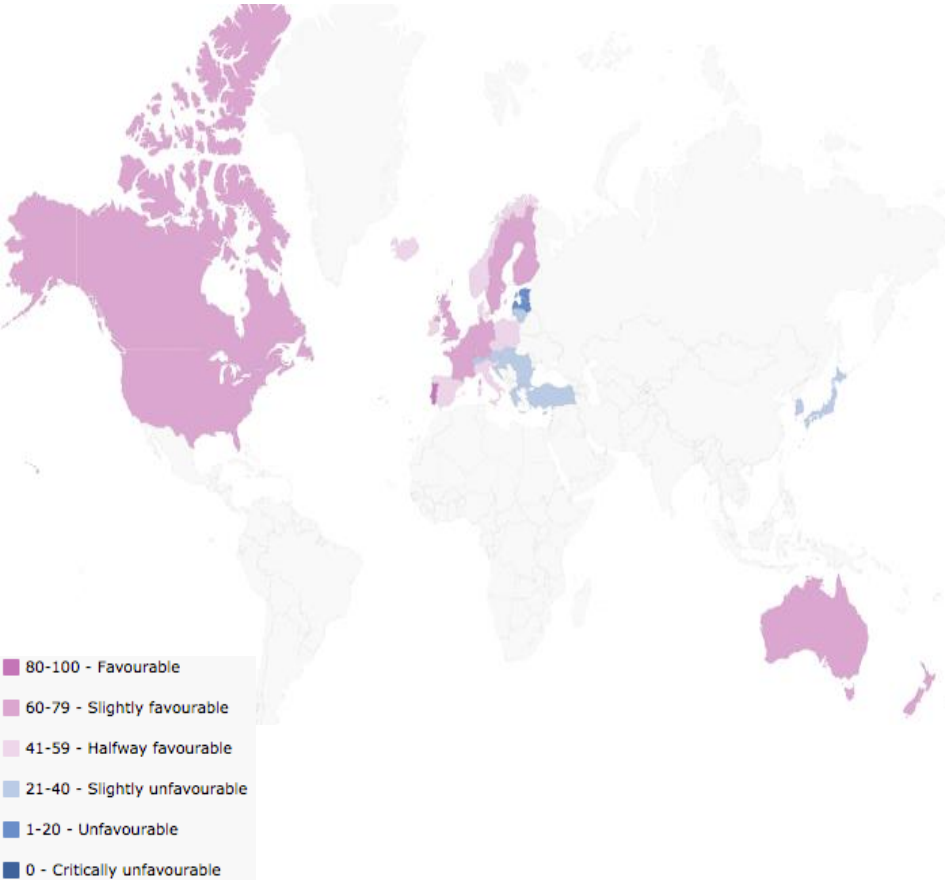 80-100 - Favourable
60-79 - Slightly favourable
41-59 - Halfway favourable
21-40 - Slightly unfavourable
1-20 - Unfavourable
0 - Critically unfavourable